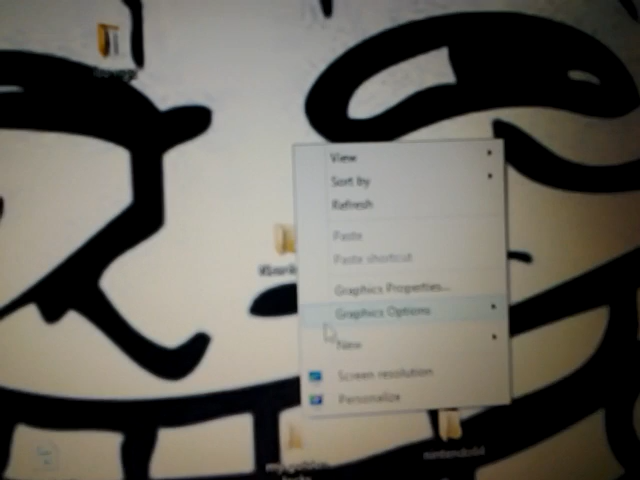 View
Sort by
Refresh
Paste
Paste shortcut
Graphics Properties...
Graphics Options
New
Screen resolution
Personalize
nintendo64